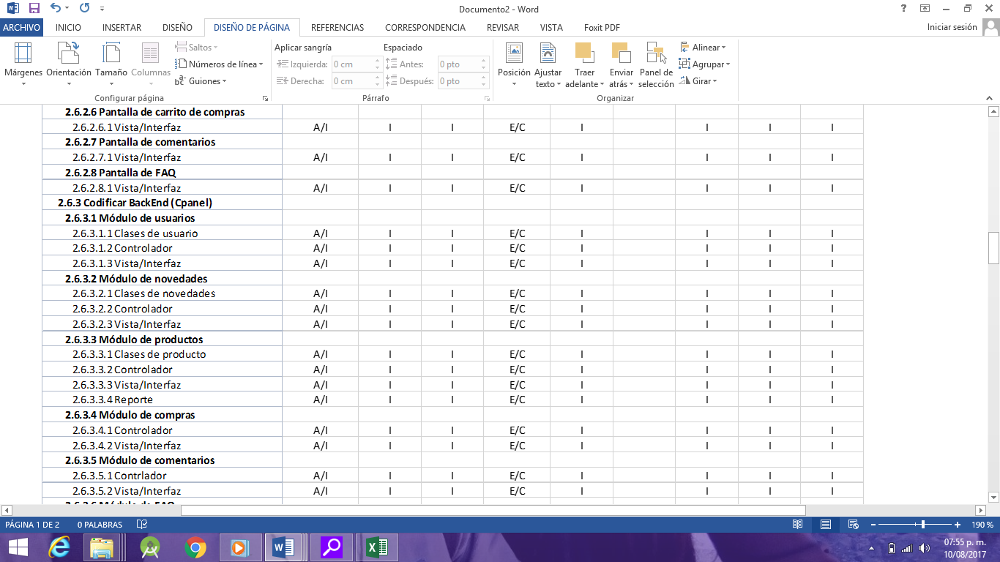 Documento2 - Word
ARCHIVO INICIO INSERTAR DISEÑO DISEÑO DE PÁGINA REFERENCIAS CORRESPONDENCIA REVISAR VISTA Foxit PDF Iniciar sesión
Márgenes Orientación Tamaño Columnas
Saltos
Números de línea
Guiones
Configurar página
Aplicar sangría Espaciado
Izquierda: 0 cm Antes: 0 pto
Derecha: 0 cm Después: 0 pto
Párrafo
Posición Ajustar texto Traer adelante Enviar atrás Panel de selección
Alinear
Agrupar
Girar
Organizar
2.6.2.6 Pantalla de carrito de compras
2.6.2.6.1 Vista/Interfaz A/I I I E/C I I I I
2.6.2.7 Pantalla de comentarios
2.6.2.7.1 Vista/Interfaz A/I I I E/C I I I I
2.6.2.8 Pantalla de FAQ
2.6.2.8.1 Vista/Interfaz A/I I I E/C I I I I
2.6.3 Codificar BackEnd (Cpanel)
2.6.3.1 Módulo de usuarios
2.6.3.1.1 Clases de usuario A/I I I E/C I I I I
2.6.3.1.2 Controlador A/I I I E/C I I I I
2.6.3.1.3 Vista/Interfaz A/I I I E/C I I I I
2.6.3.2 Módulo de novedades
2.6.3.2.1 Clases de novedades A/I I I E/C I I I I
2.6.3.2.2 Controlador A/I I I E/C I I I I
2.6.3.2.3 Vista/Interfaz A/I I I E/C I I I I
2.6.3.3 Módulo de productos
2.6.3.3.1 Clases de producto A/I I I E/C I I I I
2.6.3.3.2 Controlador A/I I I E/C I I I I
2.6.3.3.3 Vista/Interfaz A/I I I E/C I I I I
2.6.3.3.4 Reporte A/I I I E/C I I I I
2.6.3.4 Módulo de compras
2.6.3.4.1 Controlador A/I I I E/C I I I I
2.6.3.4.2 Vista/Interfaz A/I I I E/C I I I I
2.6.3.5 Módulo de comentarios
2.6.3.5.1 Contrlador A/I I I E/C I I I I
2.6.3.5.2 Vista/Interfaz A/I I I E/C I I I I
2.6.3.6 Módulo de FAQ
PÁGINA 1 DE 2 0 PALABRAS 190 %
07:55 p. m.
10/08/2017